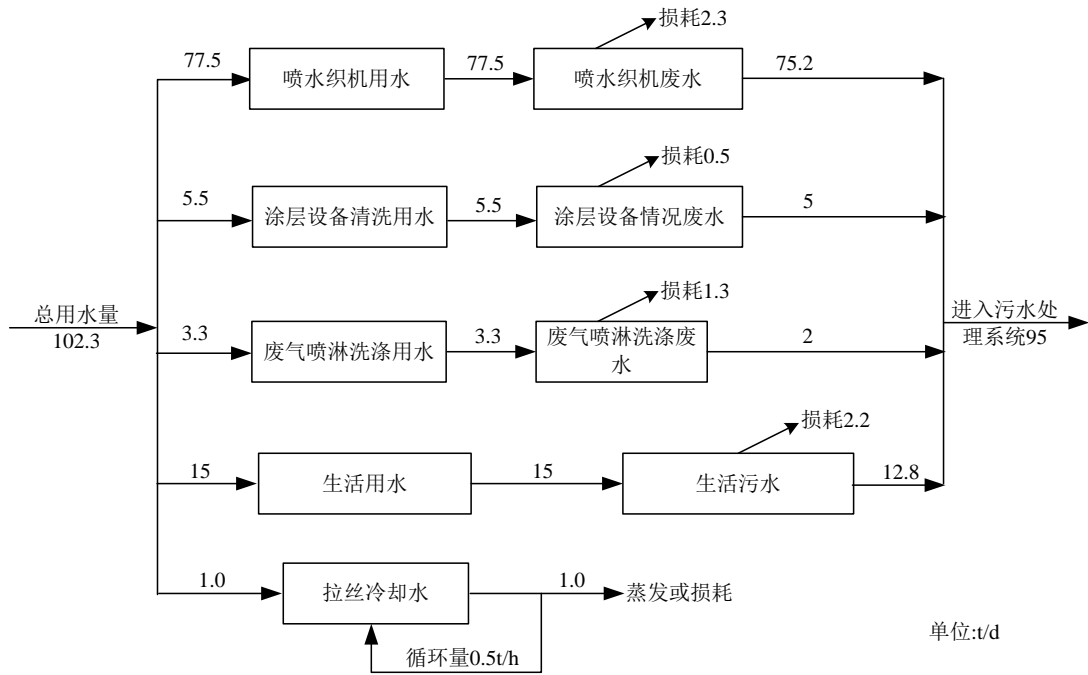 损耗2.3
77.5
喷水织机用水
77.5
喷水织机废水
75.2
损耗0.5
5.5
涂层设备清洗用水
5.5
涂层设备情况废水
5
总用水量
102.3
损耗1.3
3.3
废气喷淋洗涤用水
3.3
废气喷淋洗涤废
水
2
进入污水处
理系统95
损耗2.2
15
生活用水
15
生活污水
12.8
1.0
拉丝冷却水
1.0
蒸发或损耗
循环量0.5t/h
单位:t/d